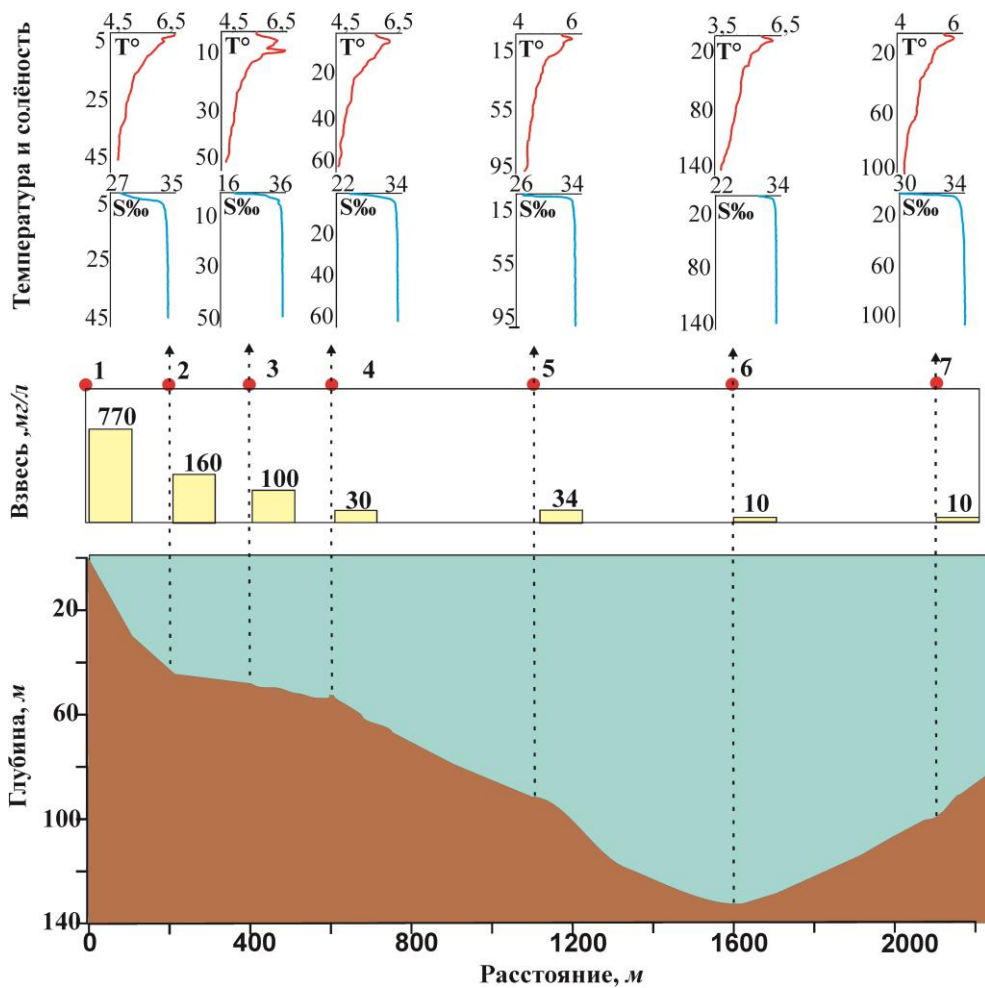 Температура и солёность
4,5 6,5 4,5 6,5 4,5 6,5 4 6 3,5 6,5 4 6
5 T° 10 T° T° 15 T° 20 T° 20 T°
20
25 30 55 80 60
40
45 50 60 95 140 100
27 35 16 36 22 34 26 34 22 34 30 34
5 S‰ 10 S‰ S‰ 15 S‰ 20 S‰ 20 S‰
20
25 30 40 55 80 60
45 50 60 95 140 100
Взвесь ,мг/л
1 2 3 4 5 6 7
770 160 100 30 34 10 10
Глубина, м
20
60
100
140
0 400 800 1200 1600 2000
Расстояние, м